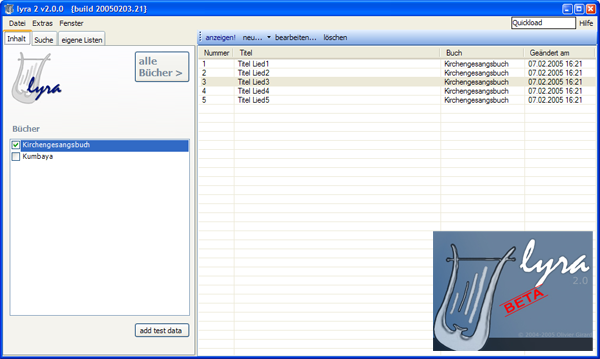 lyra 2 v2.0.0 [build 20050203.21]
Datei Extras Fenster
Quickload Hilfe
Inhalt Suche eigene Listen
anzeigen! neu... bearbeiten... löschen
alle
Bücher >
lyra
Bücher
Kirchengesangsbuch
Kumbaya
add test data
Nummer Titel Buch Geändert am
1 Titel Lied1 Kirchengesangsbuch 07.02.2005 16:21
2 Titel Lied2 Kirchengesangsbuch 07.02.2005 16:21
3 Titel Lied3 Kirchengesangsbuch 07.02.2005 16:21
4 Titel Lied4 Kirchengesangsbuch 07.02.2005 16:21
5 Titel Lied5 Kirchengesangsbuch 07.02.2005 16:21
lyra
2.0
BETA